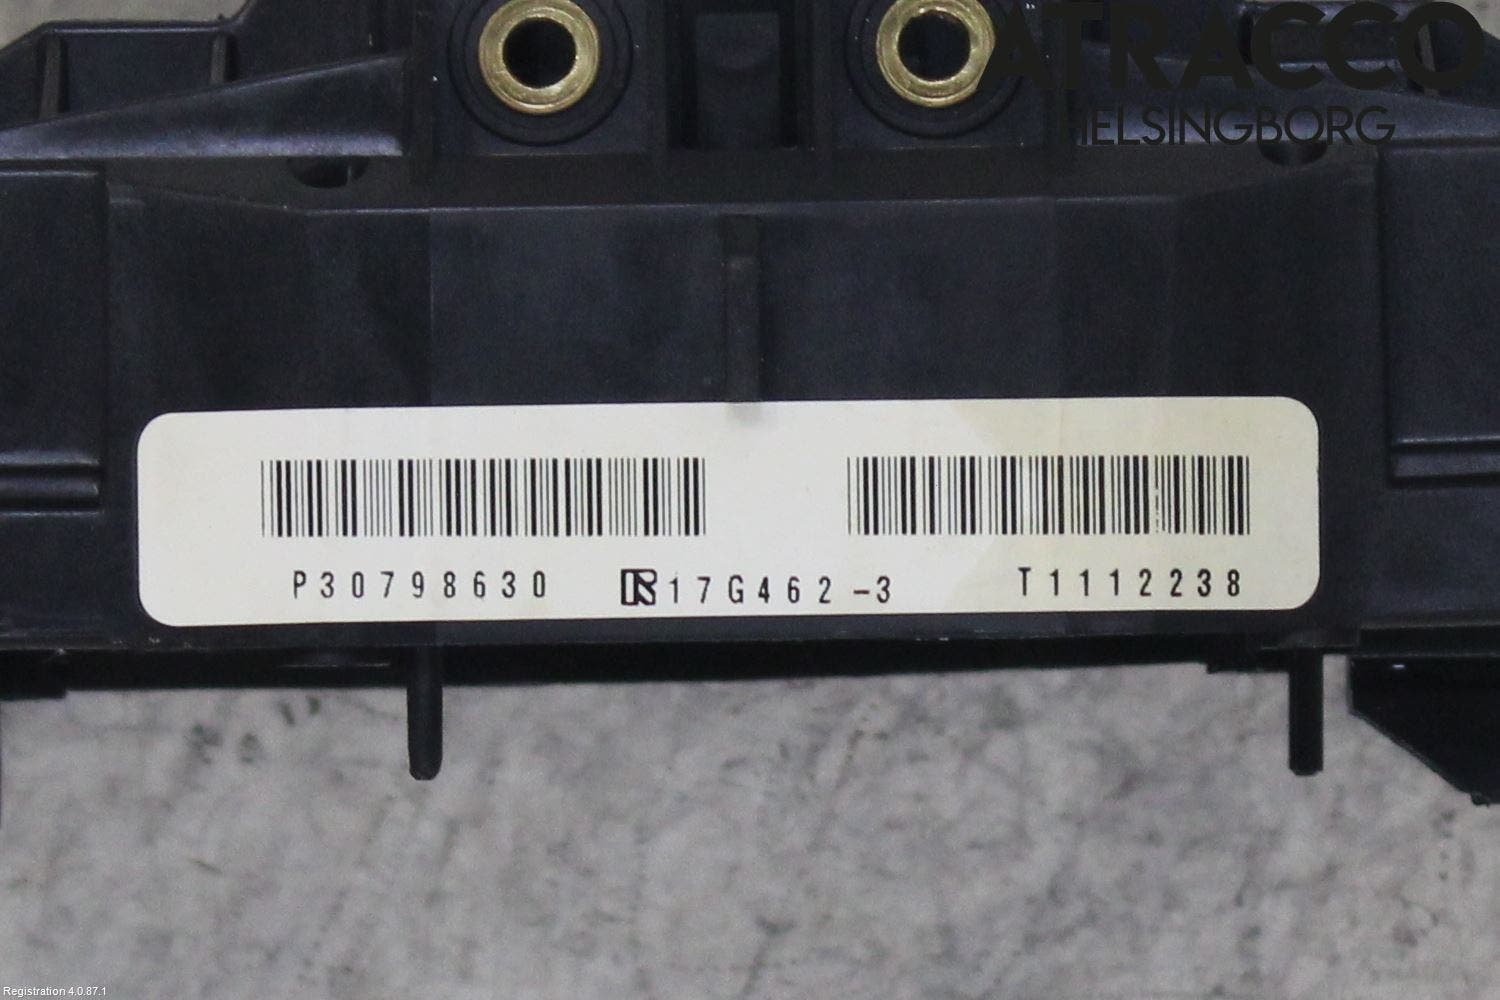 ATRACCO
HELSINGBORG
P30798630 17G462-3 T1112238
Registration 4.0.87.1